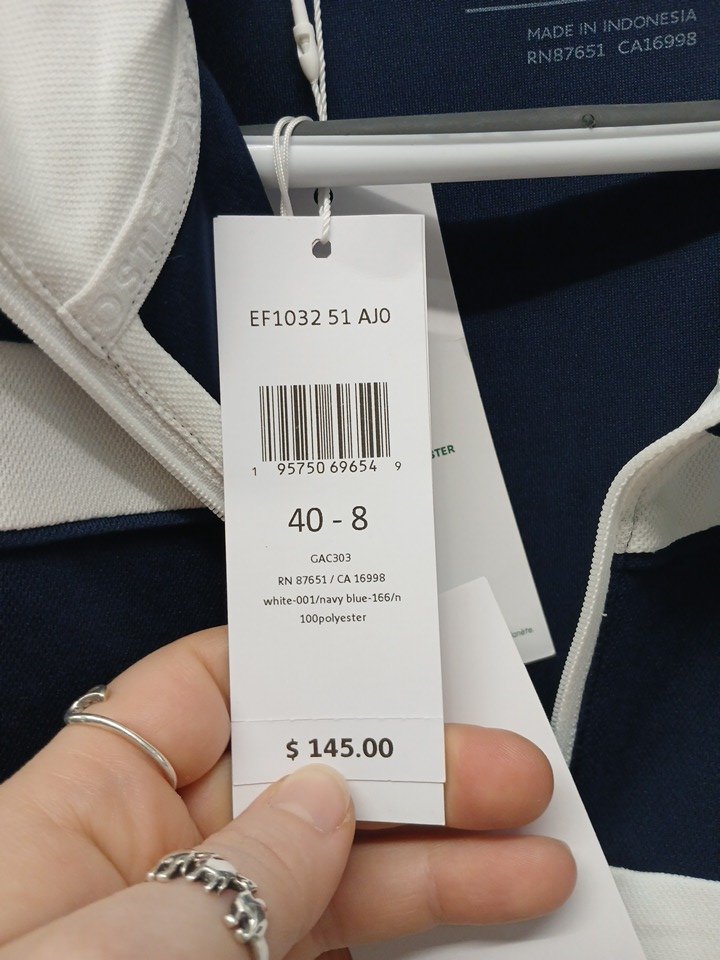 MADE IN INDONESIA
RN87651 CA16998
EF1032 51 AJ0
1 95750 69654 9
40 - 8
GAC303
RN 87651 / CA 16998
white-001/navy blue-166/n
100polyester
$ 145.00